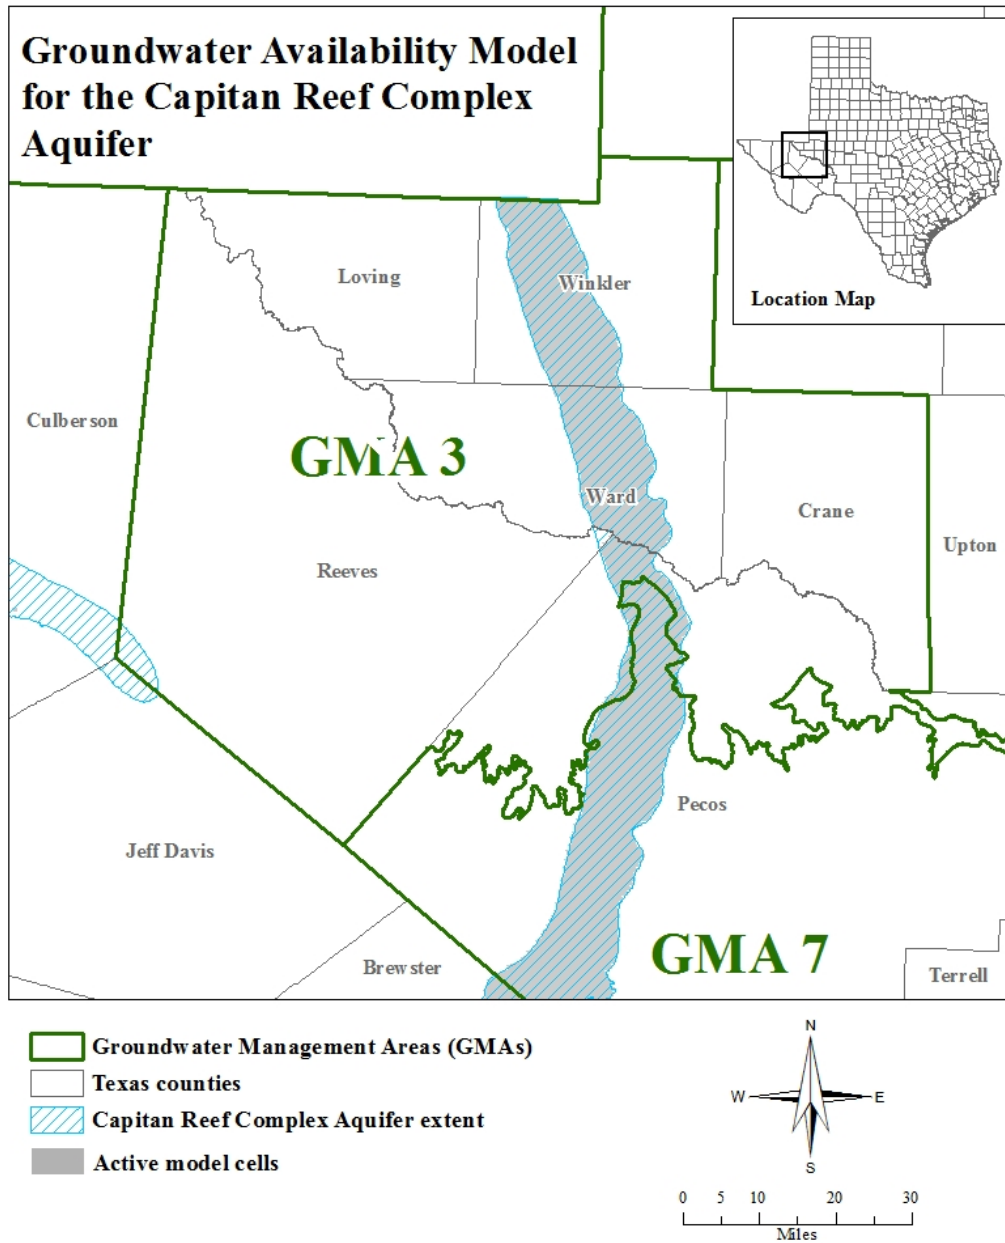 Groundwater Availability Model
for the Capitan Reef Complex
Aquifer
Location Map
Loving
Winkler
Culberson
GMA 3
Ward
Crane
Upton
Reeves
Pecos
Jeff Davis
GMA 7
Brewster
Terrell
Groundwater Management Areas (GMAs)
Texas counties
Capitan Reef Complex Aquifer extent
Active model cells
N
W
E
S
0 5 10 20 30
Miles